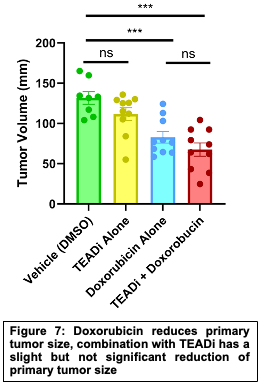 ***
***
ns
ns
200
150
100
50
0
Tumor Volume (mm)
Vehicle (DMSO)
TEADi Alone
Doxorubicin Alone
TEADi + Doxorobucin
Figure 7: Doxorubicin reduces primary
tumor size, combination with TEADi has a
slight but not significant reduction of
primary tumor size